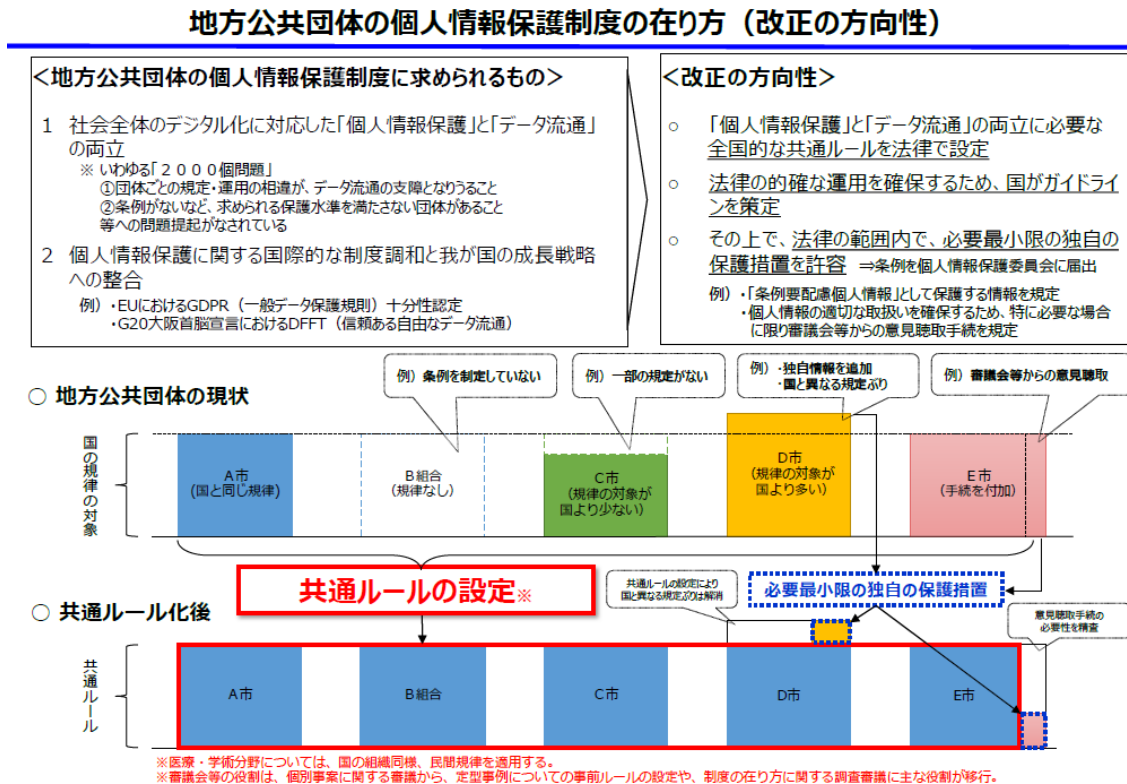 地方公共団体の個人情報保護制度の在り方（改正の方向性）
＜地方公共団体の個人情報保護制度に求められるもの＞
1 社会全体のデジタル化に対応した「個人情報保護」と「データ流通」
の両立
※ いわゆる「２０００個問題」
①団体ごとの規定・運用の相違が、データ流通の支障となりうること
②条例がないなど、求められる保護水準を満たさない団体があること
等への問題提起がなされている
2 個人情報保護に関する国際的な制度調和と我が国の成長戦略
への整合
例）・EUにおけるGDPR（一般データ保護規則）十分性認定
・G20大阪首脳宣言におけるDFFT（信頼ある自由なデータ流通）
＜改正の方向性＞
○ 「個人情報保護」と「データ流通」の両立に必要な
全国的な共通ルールを法律で設定
○ 法律の的確な運用を確保するため、国がガイドライ
ンを策定
○ その上で、法律の範囲内で、必要最小限の独自の
保護措置を許容 ⇒条例を個人情報保護委員会に届出
例）・「条例要配慮個人情報」として保護する情報を規定
・個人情報の適切な取扱いを確保するため、特に必要な場合
に限り審議会等からの意見聴取手続を規定
○ 地方公共団体の現状
例）条例を制定していない
例）一部の規定がない
例）・独自情報を追加
・国と異なる規定ぶり
例）審議会等からの意見聴取
国の規律の対象
A市
（国と同じ規律）
B組合
（規律なし）
C市
（規律の対象が
国より少ない）
D市
（規律の対象が
国より多い）
E市
（手続を付加）
共通ルールの設定※
共通ルールの設定により
国と異なる規定ぶりは解消
必要最小限の独自の保護措置
意見聴取手続の
必要性を精査
○ 共通ルール化後
共通ルール
A市
B組合
C市
D市
E市
※医療・学術分野については、国の組織同様、民間規律を適用する。
※審議会等の役割は、個別事案に関する審議から、定型事例についての事前ルールの設定や、制度の在り方に関する調査審議に主な役割が移行。